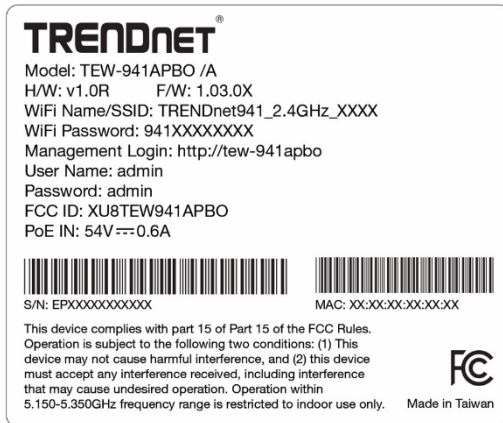 TRENDnet®
Model: TEW-941APBO /A
H/W: v1.0R F/W: 1.03.0X
WiFi Name/SSID: TRENDnet941_2.4GHz_XXXX
WiFi Password: 941XXXXXXXX
Management Login: http://tew-941apbo
User Name: admin
Password: admin
FCC ID: XU8TEW941APBO
PoE IN: 54V⎓0.6A
S/N: EPXXXXXXXXXXX
MAC: XX:XX:XX:XX:XX:XX
This device complies with part 15 of Part 15 of the FCC Rules.
Operation is subject to the following two conditions: (1) This
device may not cause harmful interference, and (2) this device
must accept any interference received, including interference
that may cause undesired operation. Operation within
5.150-5.350GHz frequency range is restricted to indoor use only.
FC
Made in Taiwan